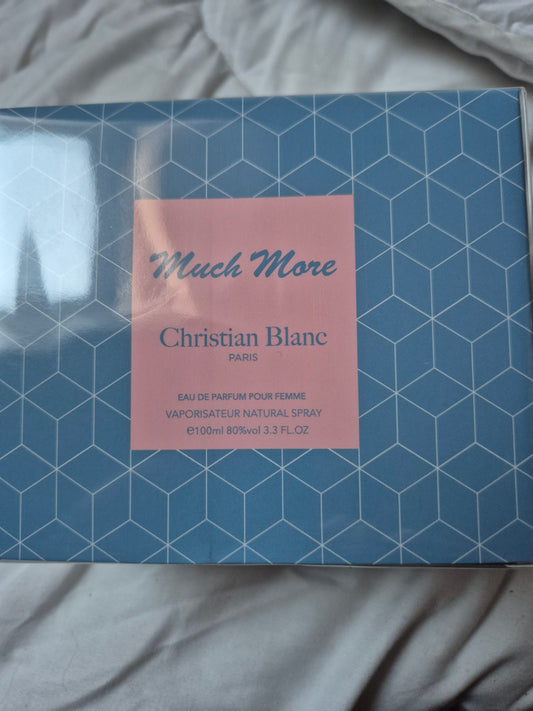 Much More
Christian Blanc
PARIS
EAU DE PARFUM POUR FEMME
VAPORISATEUR NATURAL SPRAY
℮100ml 80%vol 3.3 FL.OZ